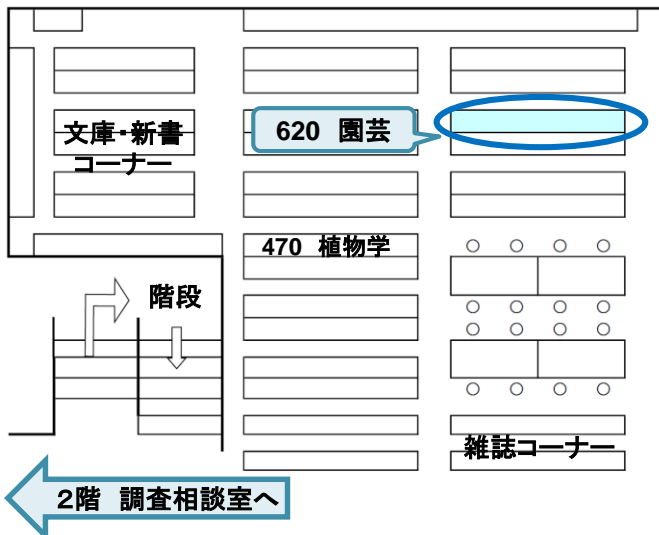 文庫・新書
コーナー
620 園芸
470 植物学
階段
雑誌コーナー
2階 調査相談室へ